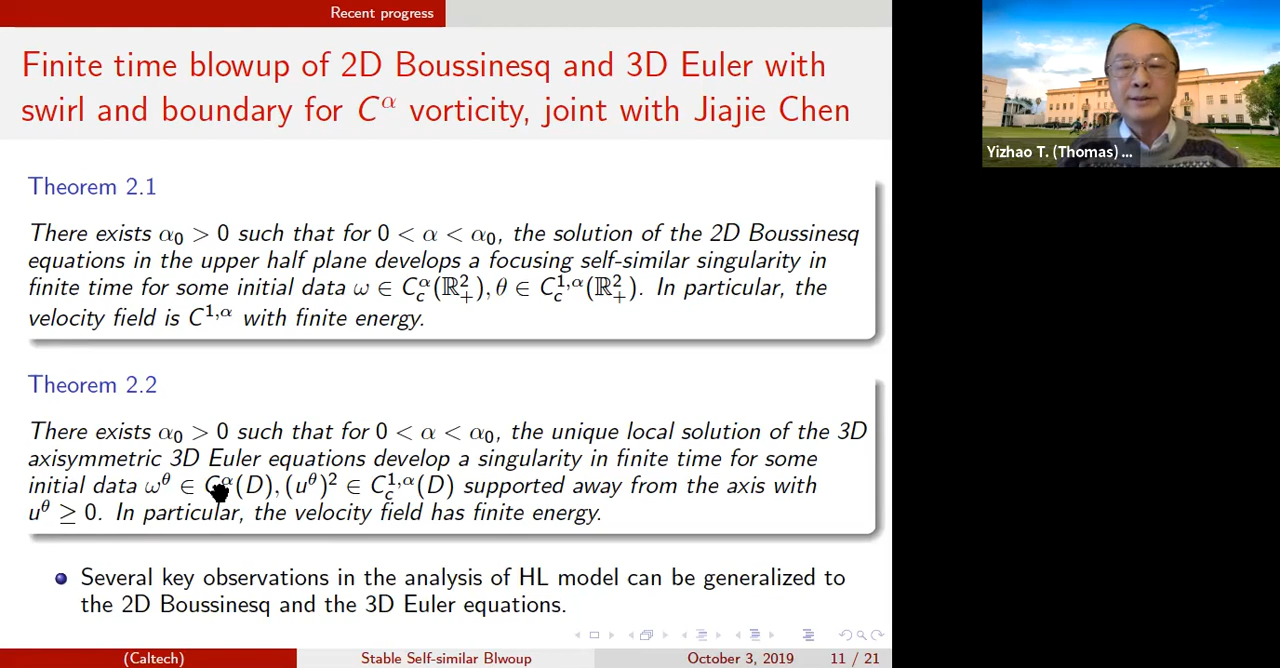 Recent progress
Finite time blowup of 2D Boussinesq and 3D Euler with
swirl and boundary for C^α vorticity, joint with Jiajie Chen
Yizhao T. (Thomas) ...
Theorem 2.1
There exists α₀ > 0 such that for 0 < α < α₀, the solution of the 2D Boussinesq
equations in the upper half plane develops a focusing self-similar singularity in
finite time for some initial data ω ∈ C_c^α(ℝ₊²), θ ∈ C_c^{1,α}(ℝ₊²). In particular, the
velocity field is C^{1,α} with finite energy.
Theorem 2.2
There exists α₀ > 0 such that for 0 < α < α₀, the unique local solution of the 3D
axisymmetric 3D Euler equations develop a singularity in finite time for some
initial data ω^θ ∈ C^α(D), (u^θ)² ∈ C_c^{1,α}(D) supported away from the axis with
u^θ ≥ 0. In particular, the velocity field has finite energy.
Several key observations in the analysis of HL model can be generalized to
the 2D Boussinesq and the 3D Euler equations.
(Caltech) Stable Self-similar Blwoup October 3, 2019 11 / 21